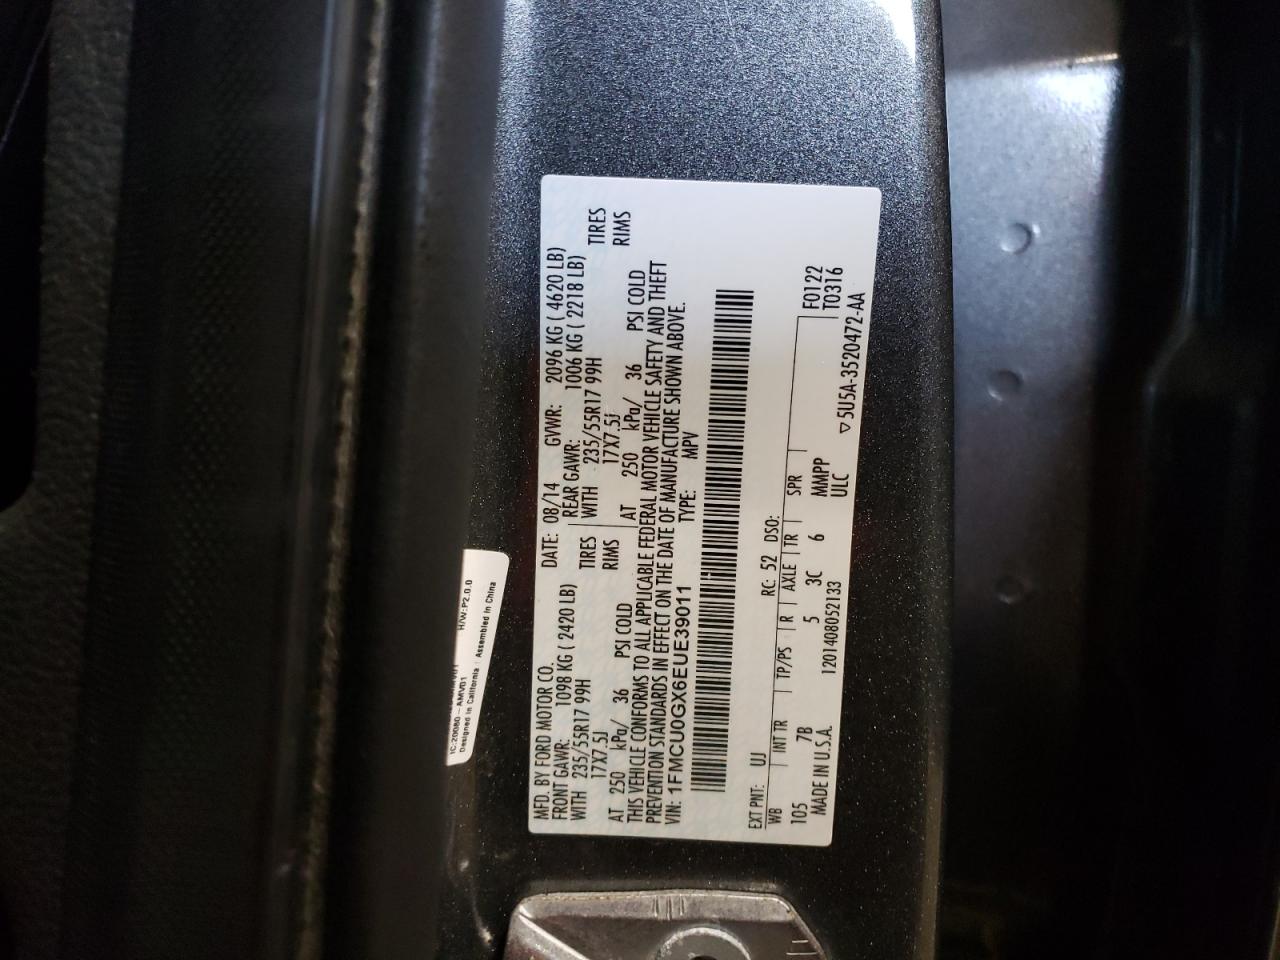 MFD. BY FORD MOTOR CO.
DATE: 08/14 GVWR: 2096 KG ( 4620 LB)
FRONT GAWR: 1098 KG ( 2420 LB) REAR GAWR: 1006 KG ( 2218 LB)
WITH 235/55R17 99H TIRES WITH 235/55R17 99H TIRES
17X7.5J RIMS 17X7.5J RIMS
AT 250 kPa/ 36 PSI COLD AT 250 kPa/ 36 PSI COLD
THIS VEHICLE CONFORMS TO ALL APPLICABLE FEDERAL MOTOR VEHICLE SAFETY AND THEFT
PREVENTION STANDARDS IN EFFECT ON THE DATE OF MANUFACTURE SHOWN ABOVE.
VIN: 1FMCU0GX6EUE39011 TYPE: MPV
EXT PNT: UJ RC: 52 DSO:
WB INT TR TP/PS R AXLE TR SPR F0122
105 7B 5 3C 6 MMPP T0316
MADE IN U.S.A. 1201408052133 ULC ▽5U5A-3520472-AA
H/W:P2.0.0
IC:20080-AMV01
Designed in California Assembled in China